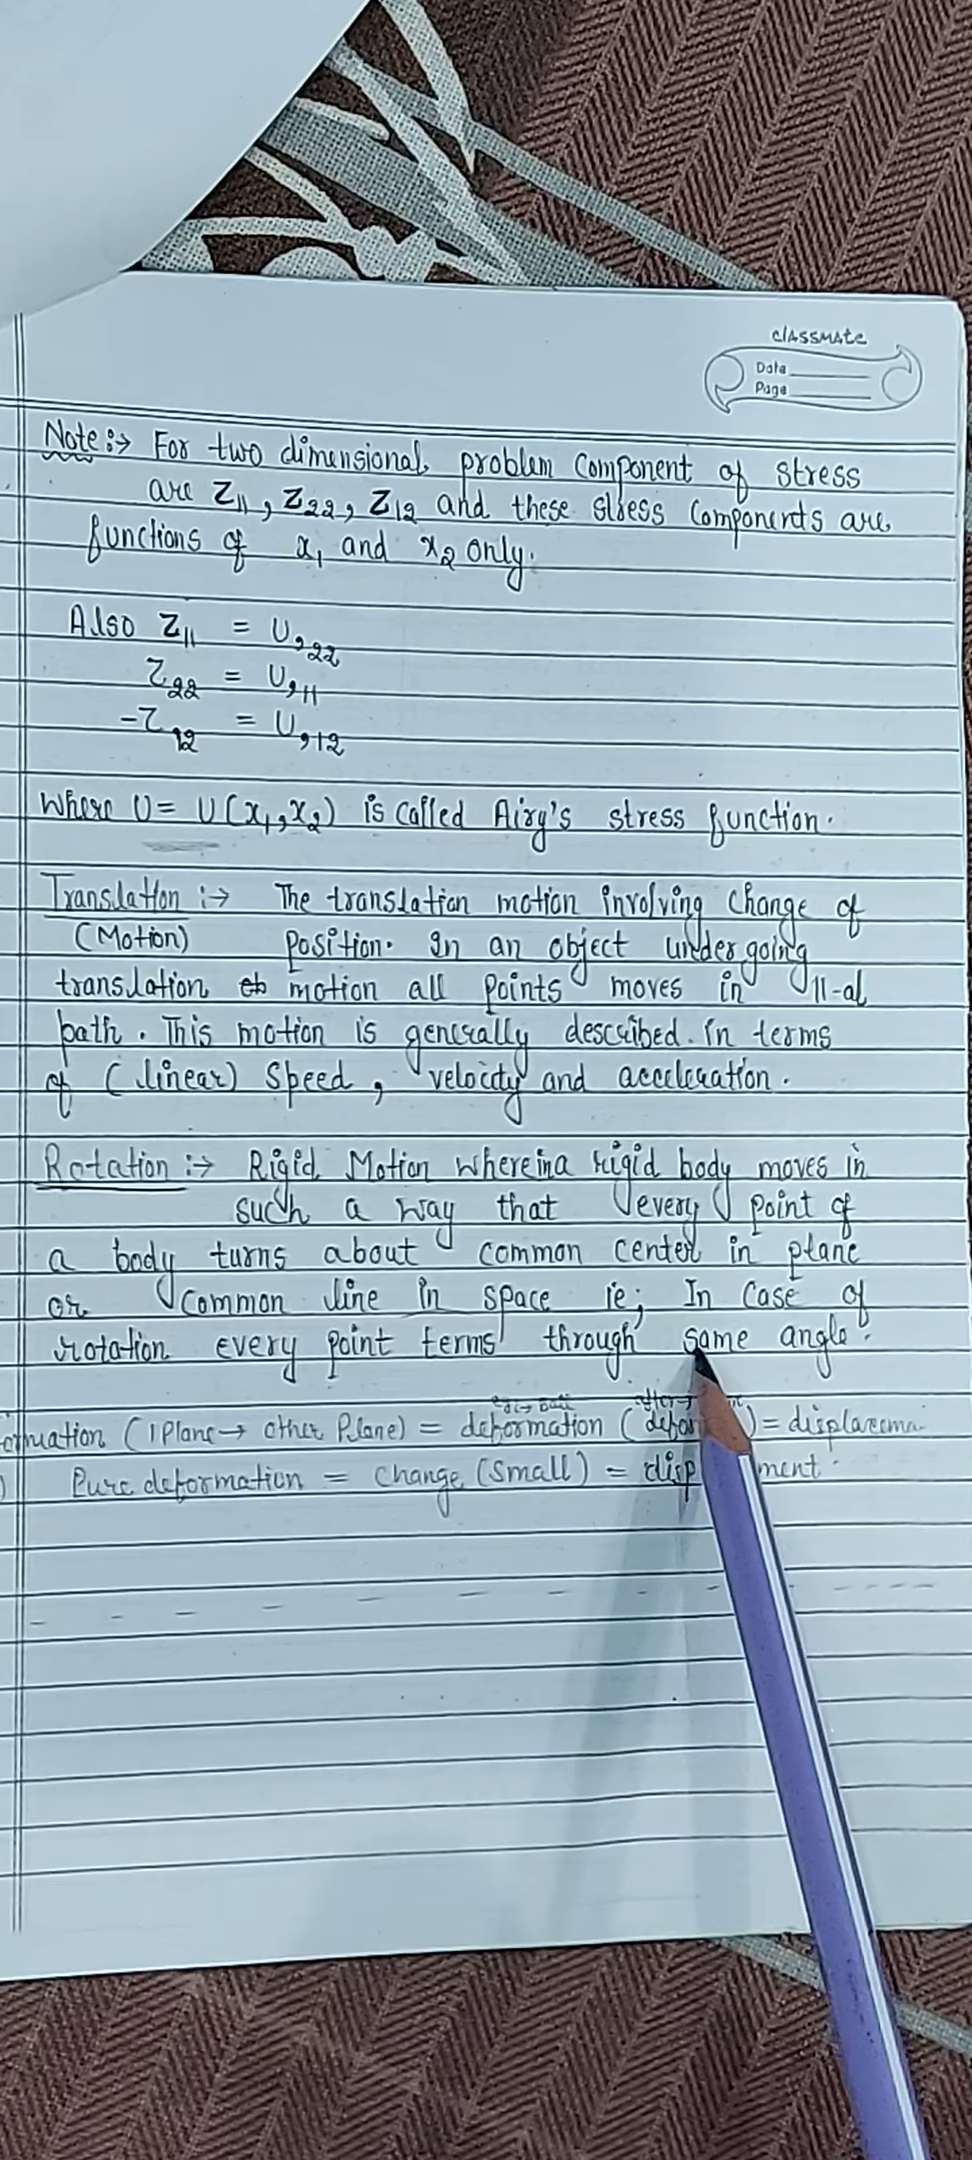 classmate
Date
Page
Note :→ For two dimensional problem component of stress
are Z11, Z22, Z12 and these stress components are
functions of x1 and x2 only.
Also Z11 = U,22
Z22 = U,11
-Z12 = U,12
Where U = U(x1,x2) is called Airy's stress function.
Translation :→ The translation motion involving change of
(Motion) position. In an object undergoing
translation motion all points moves in 11-al
path. This motion is generally described in terms
of (linear) speed, velocity and acceleration.
Rotation :→ Rigid Motion wherein a rigid body moves in
such a way that every point of
a body turns about common center in plane
or common line in space ie; In Case of
rotation every point terms through same angle.
(1Plane → other Plane) = deformation ( ) =
Pure deformation = change (small) =